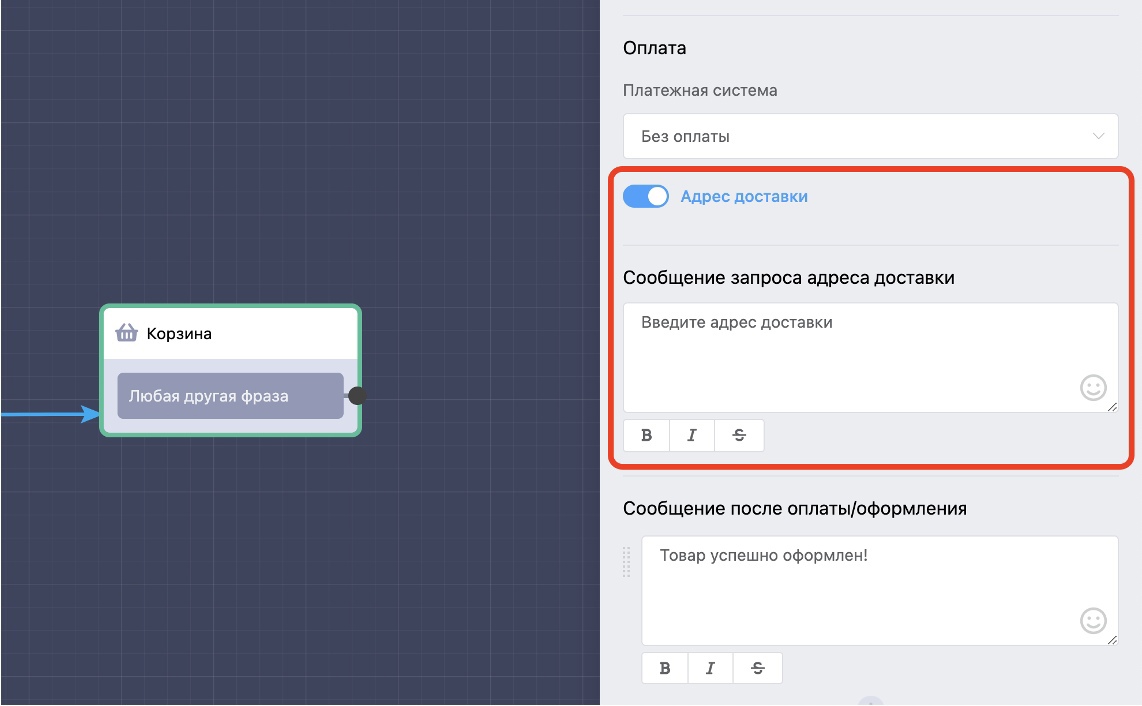 Оплата
Платежная система
Без оплаты
Адрес доставки
Сообщение запроса адреса доставки
Введите адрес доставки
B I S
Корзина
Любая другая фраза
Сообщение после оплаты/оформления
Товар успешно оформлен!
B I S